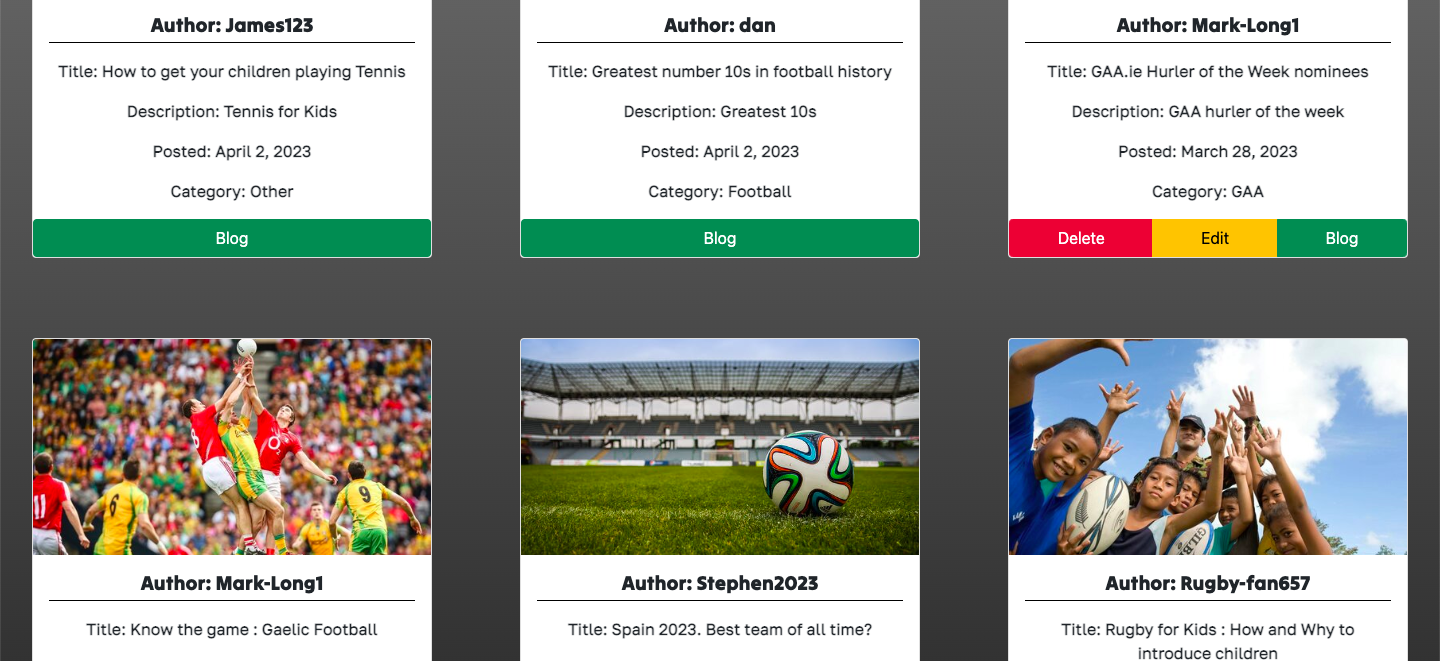 Author: James123
Title: How to get your children playing Tennis
Description: Tennis for Kids
Posted: April 2, 2023
Category: Other
Blog
Author: dan
Title: Greatest number 10s in football history
Description: Greatest 10s
Posted: April 2, 2023
Category: Football
Blog
Author: Mark-Long1
Title: GAA.ie Hurler of the Week nominees
Description: GAA hurler of the week
Posted: March 28, 2023
Category: GAA
Delete Edit Blog
11
6
8
9
Author: Mark-Long1
Title: Know the game : Gaelic Football
Author: Stephen2023
Title: Spain 2023. Best team of all time?
GILB
Author: Rugby-fan657
Title: Rugby for Kids : How and Why to
introduce children